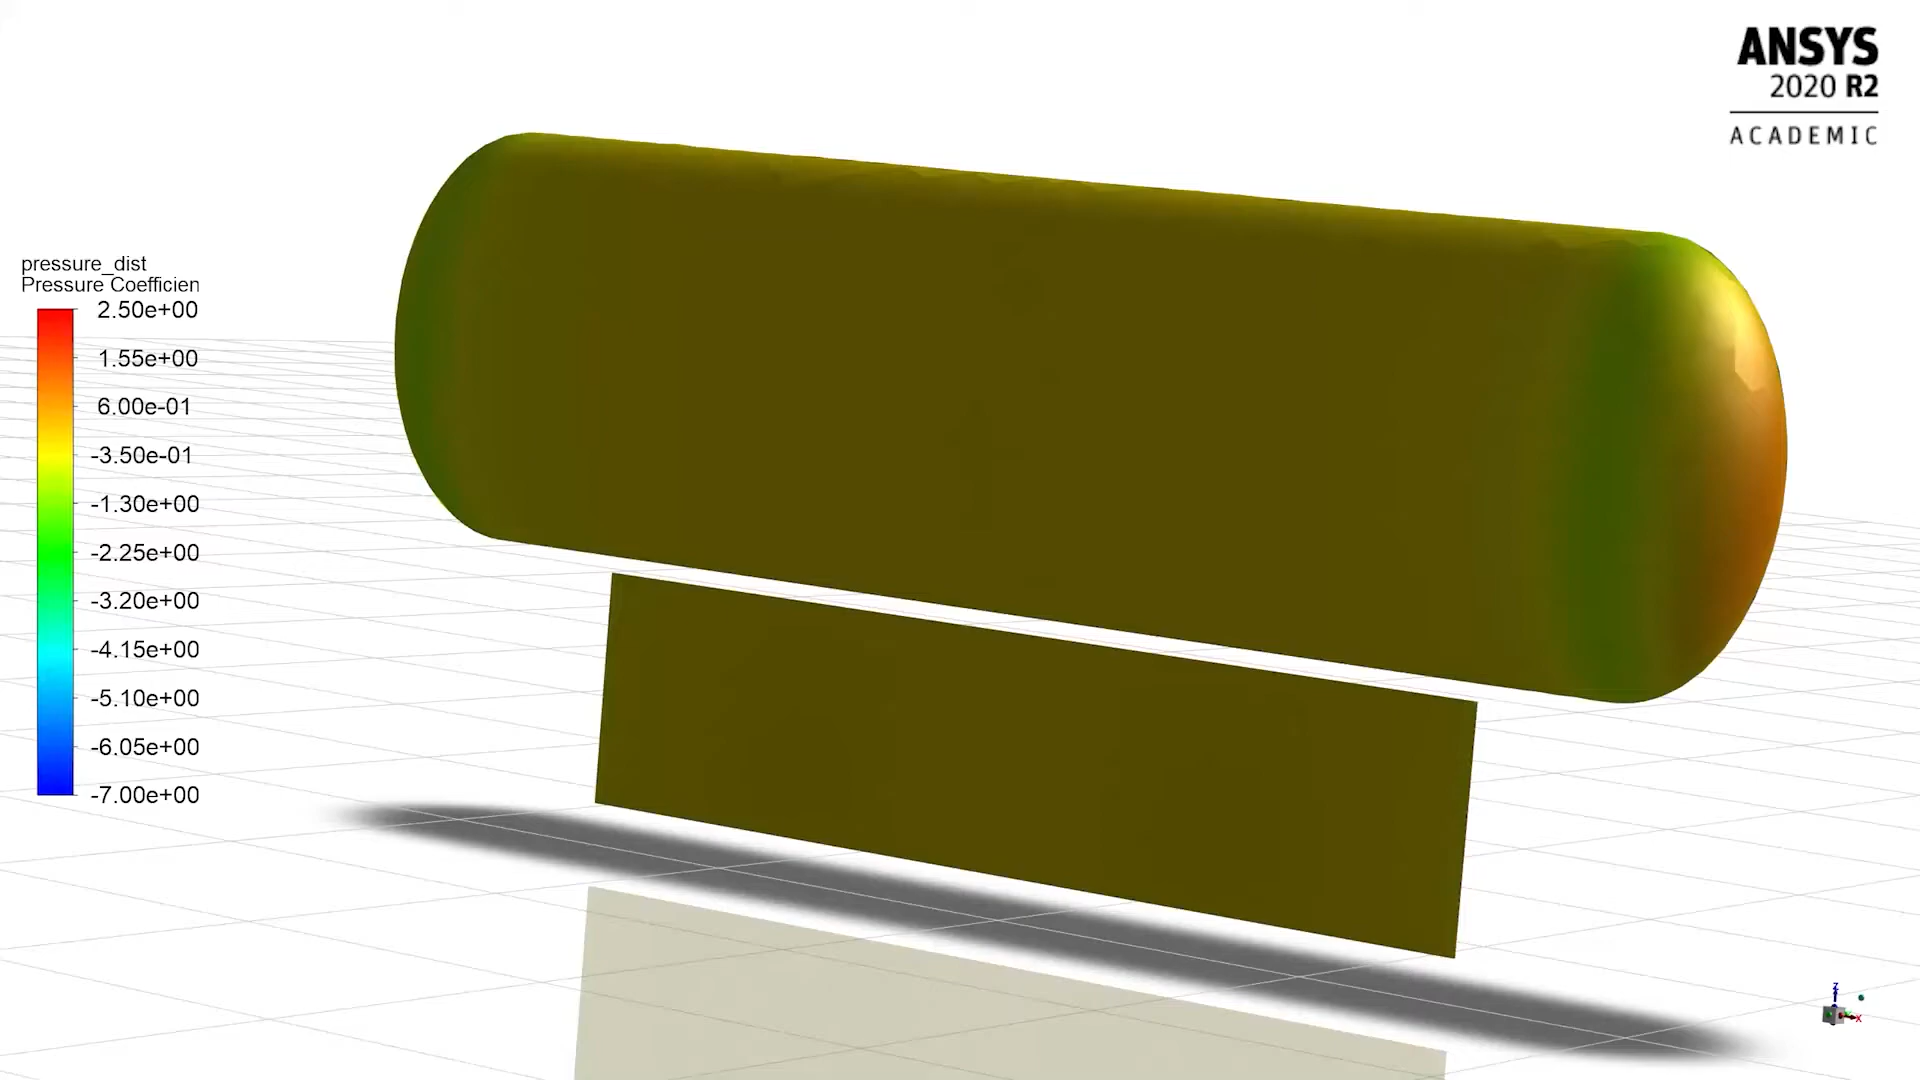 ANSYS
2020 R2
ACADEMIC
pressure_dist
Pressure Coefficien
2.50e+00
1.55e+00
6.00e-01
-3.50e-01
-1.30e+00
-2.25e+00
-3.20e+00
-4.15e+00
-5.10e+00
-6.05e+00
-7.00e+00
Z
X